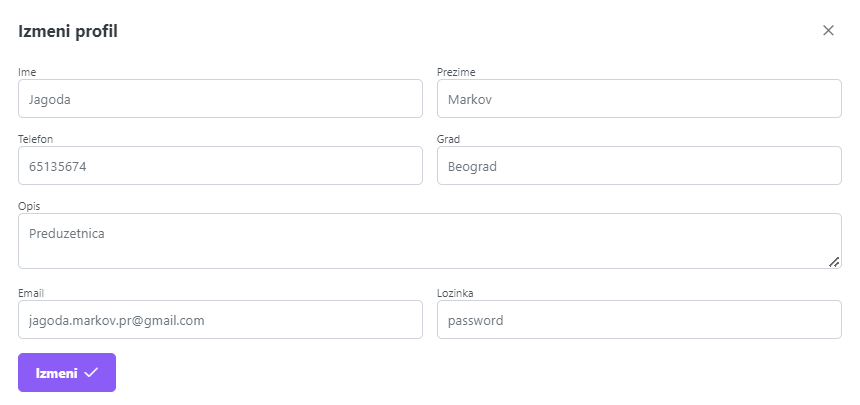 Izmeni profil
Ime
Prezime
Jagoda
Markov
Telefon
Grad
65135674
Beograd
Opis
Preduzetnica
Email
Lozinka
jagoda.markov.pr@gmail.com
password
Izmeni